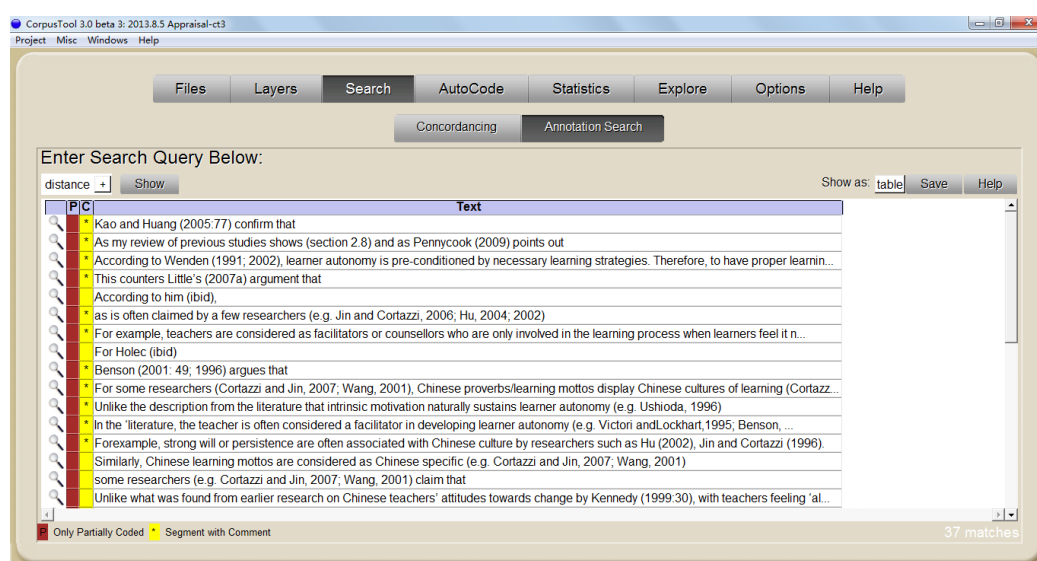 CorpusTool 3.0 beta 3: 2013.8.5 Appraisal-ct3
Project Misc Windows Help
Files Layers Search AutoCode Statistics Explore Options Help
Concordancing Annotation Search
Enter Search Query Below:
distance + Show Show as: table Save Help
P C Text
* Kao and Huang (2005:77) confirm that
* As my review of previous studies shows (section 2.8) and as Pennycook (2009) points out
* According to Wenden (1991; 2002), learner autonomy is pre-conditioned by necessary learning strategies. Therefore, to have proper learnin...
* This counters Little's (2007a) argument that
According to him (ibid),
* as is often claimed by a few researchers (e.g. Jin and Cortazzi, 2006; Hu, 2004; 2002)
* For example, teachers are considered as facilitators or counsellors who are only involved in the learning process when learners feel it n...
For Holec (ibid)
* Benson (2001: 49; 1996) argues that
* For some researchers (Cortazzi and Jin, 2007; Wang, 2001), Chinese proverbs/learning mottos display Chinese cultures of learning (Cortazz...
* Unlike the description from the literature that intrinsic motivation naturally sustains learner autonomy (e.g. Ushioda, 1996)
* In the 'literature, the teacher is often considered a facilitator in developing learner autonomy (e.g. Victori andLockhart,1995; Benson, ...
* Forexample, strong will or persistence are often associated with Chinese culture by researchers such as Hu (2002), Jin and Cortazzi (1996).
Similarly, Chinese learning mottos are considered as Chinese specific (e.g. Cortazzi and Jin, 2007; Wang, 2001)
some researchers (e.g. Cortazzi and Jin, 2007; Wang, 2001) claim that
Unlike what was found from earlier research on Chinese teachers' attitudes towards change by Kennedy (1999:30), with teachers feeling 'al...
P Only Partially Coded * Segment with Comment 37 matches